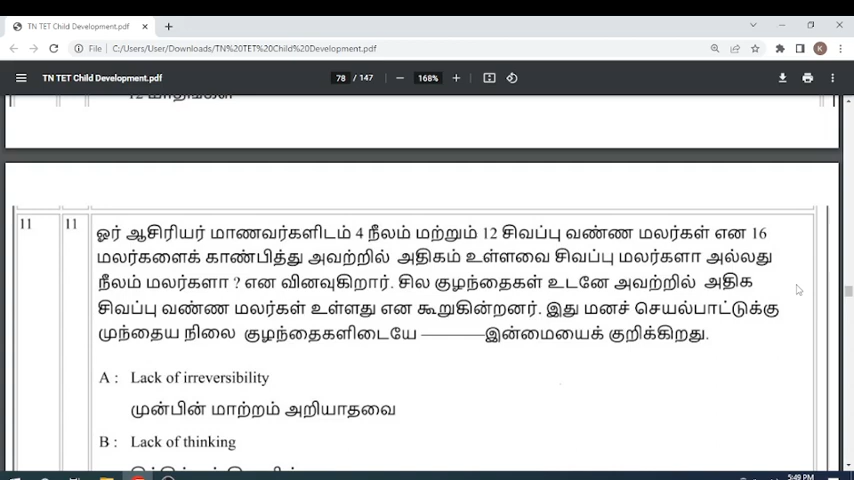 TN TET Child Development.pdf
File
C:/Users/User/Downloads/TN%20TET%20Child%20Development.pdf
K
TN TET Child Development.pdf
78 / 147
168%
12 மாதங்கள்
11 11 ஓர் ஆசிரியர் மாணவர்களிடம் 4 நீலம் மற்றும் 12 சிவப்பு வண்ண மலர்கள் என 16
மலர்களைக் காண்பித்து அவற்றில் அதிகம் உள்ளவை சிவப்பு மலர்களா அல்லது
நீலம் மலர்களா ? என வினவுகிறார். சில குழந்தைகள் உடனே அவற்றில் அதிக
சிவப்பு வண்ண மலர்கள் உள்ளது என கூறுகின்றனர். இது மனச் செயல்பாட்டுக்கு
முந்தைய நிலை குழந்தைகளிடையே ———இன்மையைக் குறிக்கிறது.
A : Lack of irreversibility
முன்பின் மாற்றம் அறியாதவை
B : Lack of thinking
5:49 PM